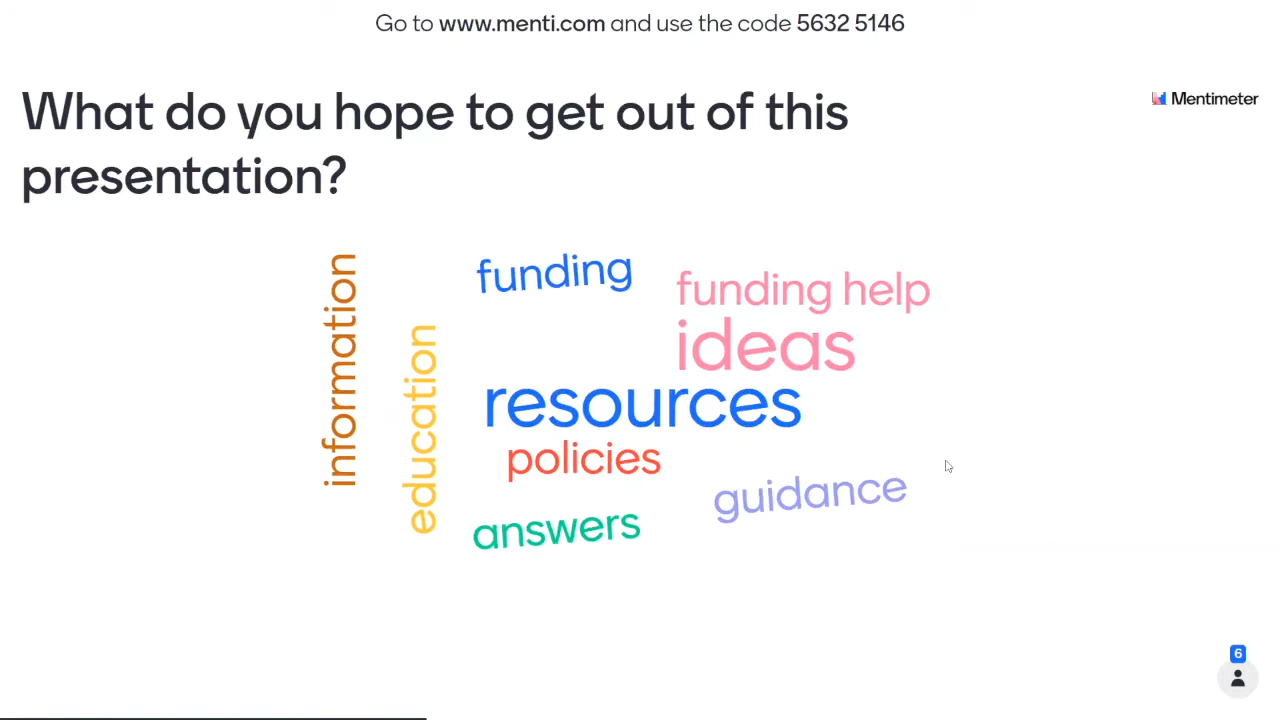 Go to www.menti.com and use the code 5632 5146
What do you hope to get out of this
presentation?
Mentimeter
information
education
funding
funding help
ideas
resources
policies
guidance
answers
6